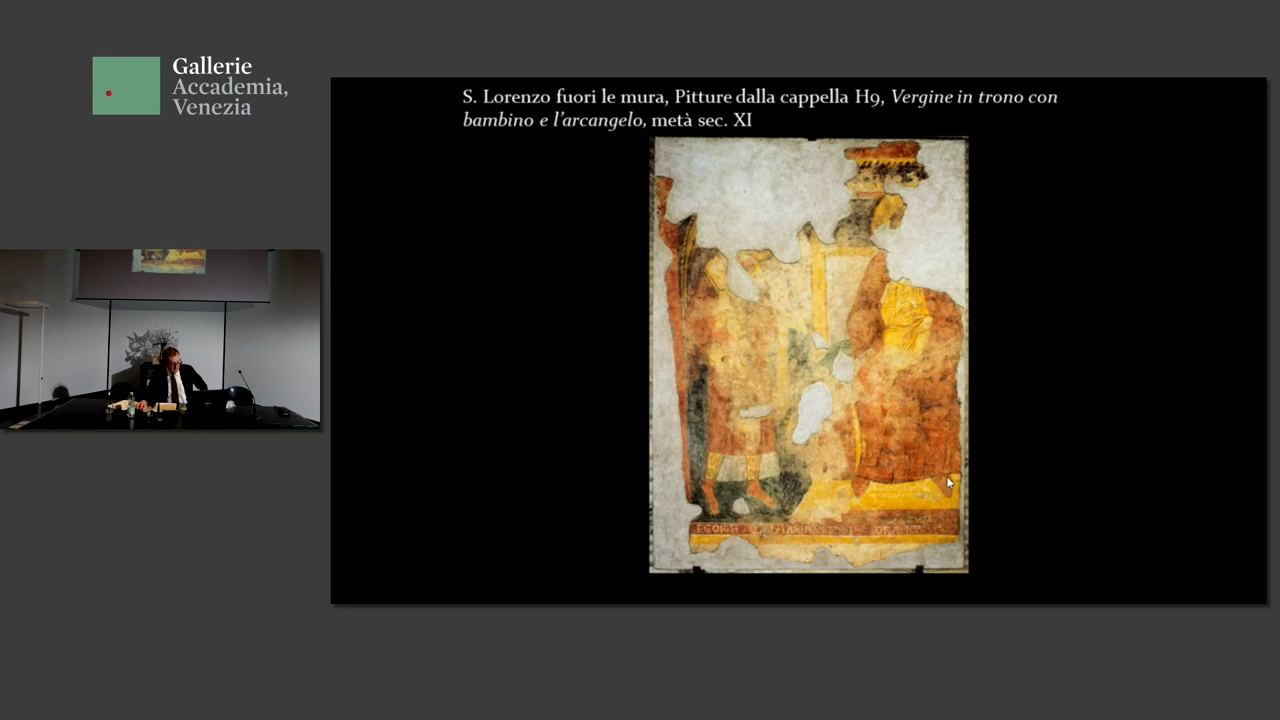 Gallerie
Accademia,
Venezia
S. Lorenzo fuori le mura, Pitture dalla cappella H9, Vergine in trono con
bambino e l'arcangelo, metà sec. XI
MARIA